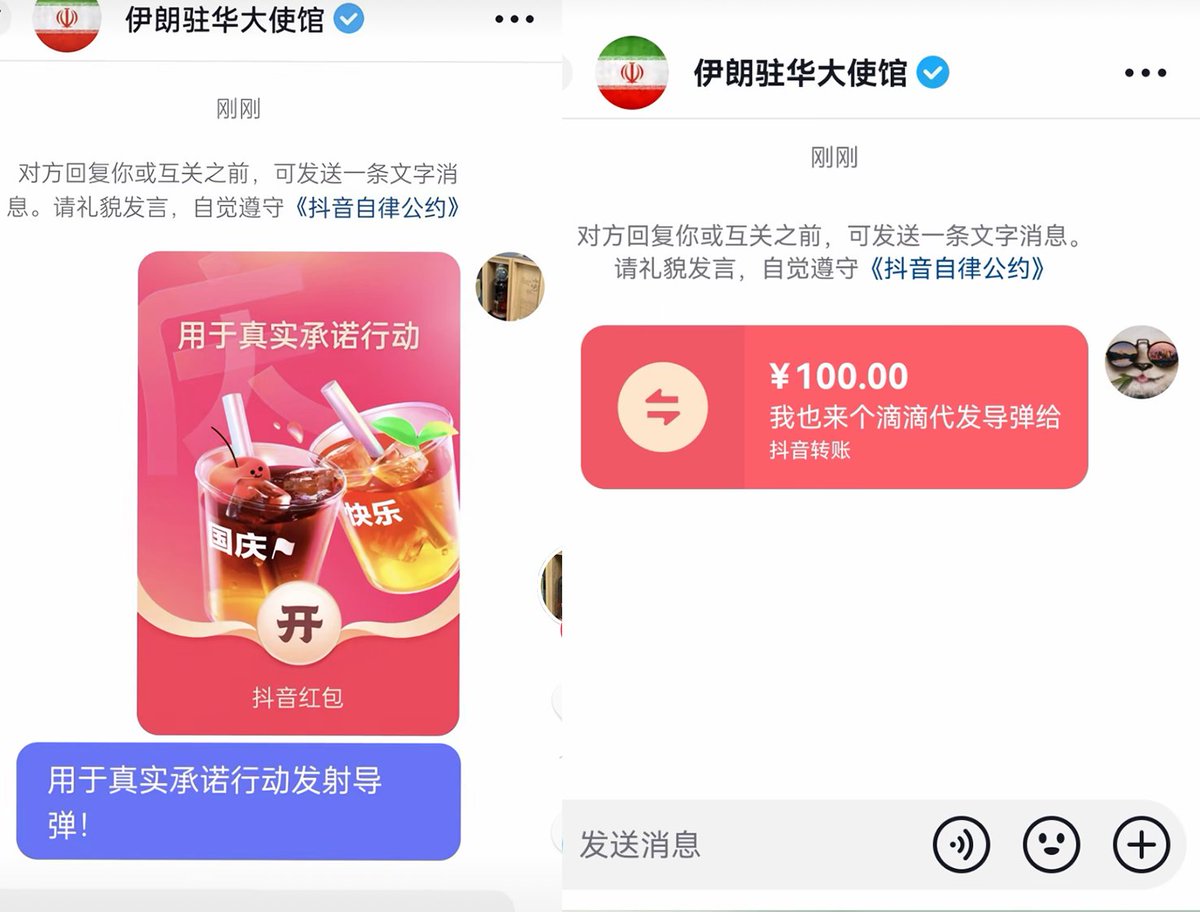 伊朗驻华大使馆
刚刚
对方回复你或互关之前，可发送一条文字消
息。请礼貌发言，自觉遵守《抖音自律公约》
用于真实承诺行动
国庆
快乐
开
抖音红包
用于真实承诺行动发射导
弹！
伊朗驻华大使馆
刚刚
对方回复你或互关之前，可发送一条文字消息。
请礼貌发言，自觉遵守《抖音自律公约》
¥100.00
我也来个滴滴代发导弹给
抖音转账
发送消息